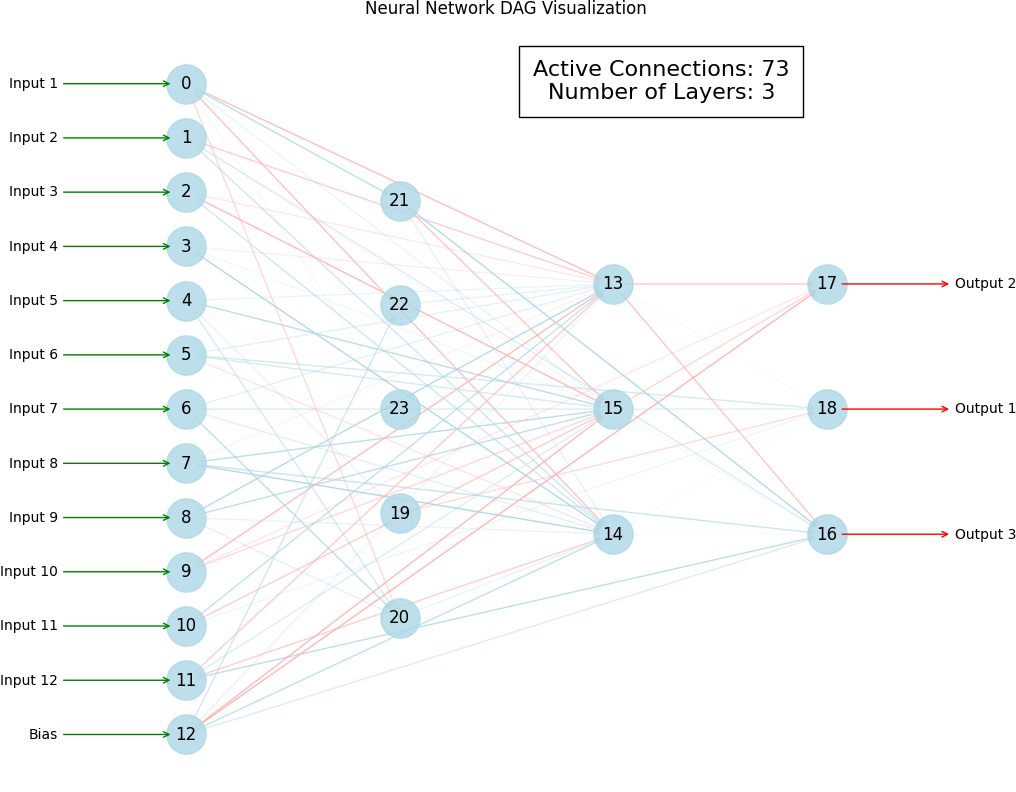 Neural Network DAG Visualization
Active Connections: 73
Number of Layers: 3
Input 1
0
Input 2
1
Input 3
2
Input 4
3
Input 5
4
Input 6
5
Input 7
6
Input 8
7
Input 9
8
Input 10
9
Input 11
10
Input 12
11
Bias
12
21
22
23
19
20
13
15
14
17
Output 2
18
Output 1
16
Output 3